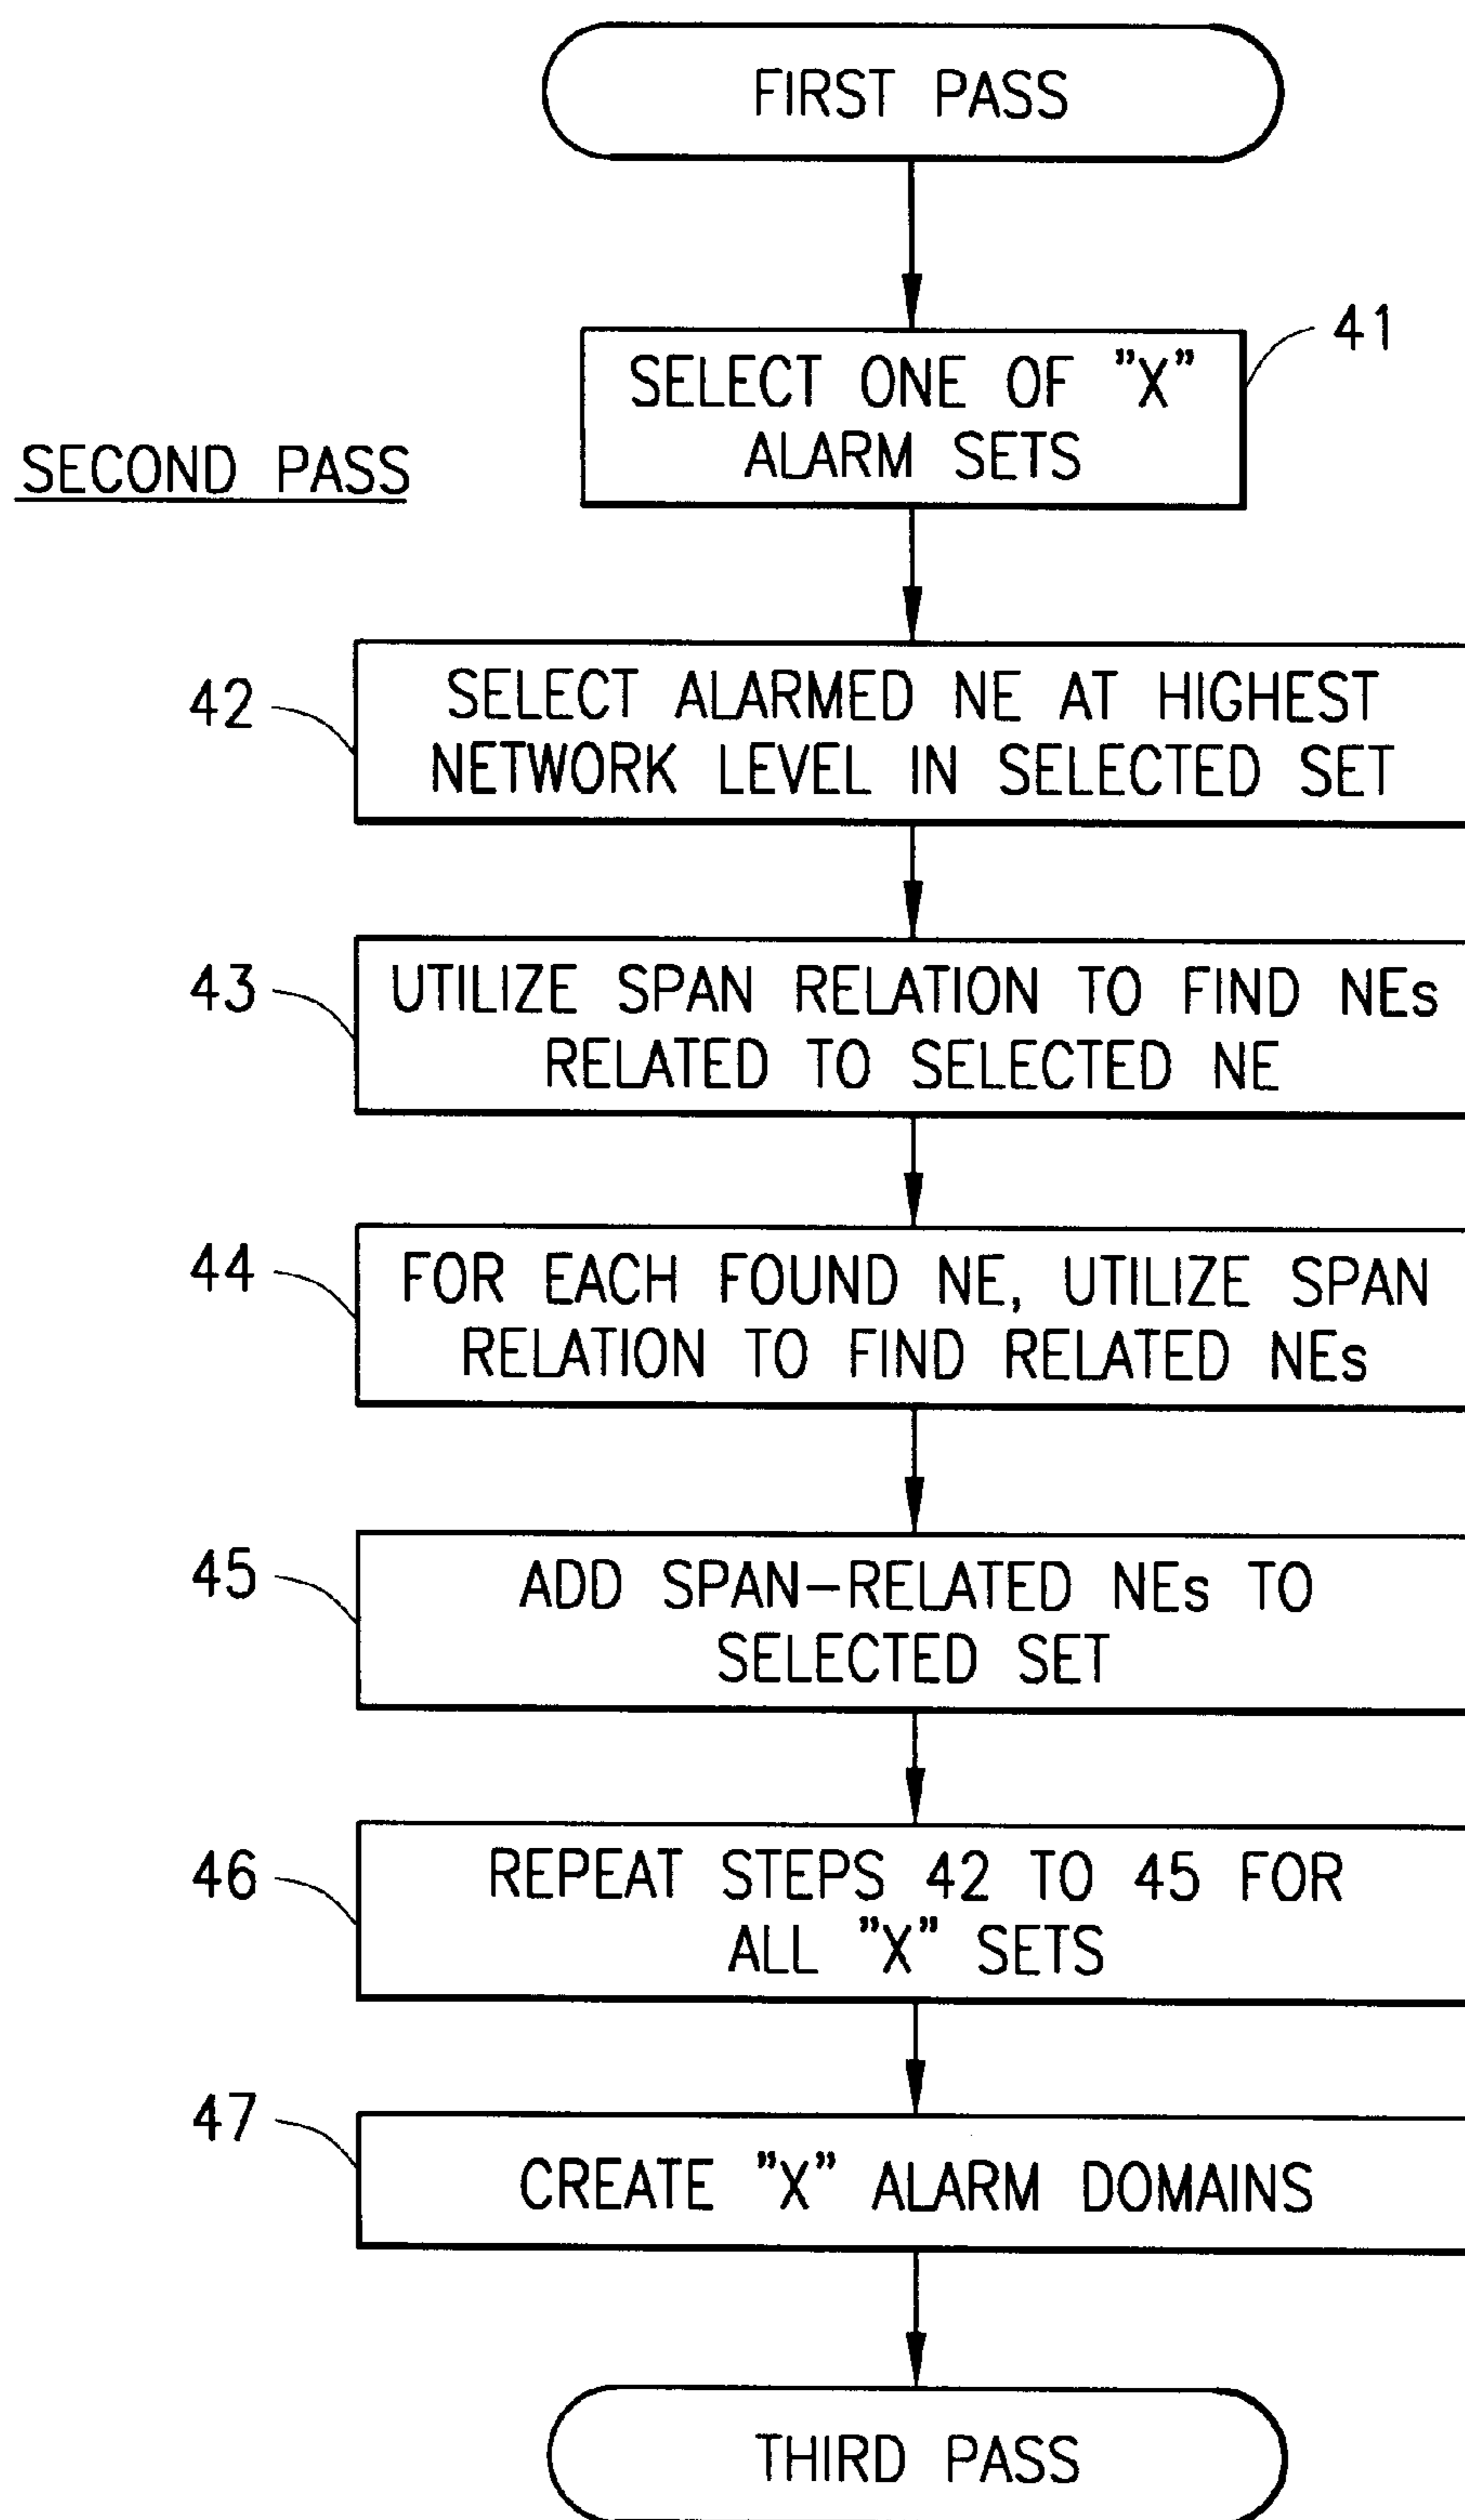 FIRST PASS
41
SELECT ONE OF "X"
ALARM SETS
SECOND PASS
42
SELECT ALARMED NE AT HIGHEST
NETWORK LEVEL IN SELECTED SET
43
UTILIZE SPAN RELATION TO FIND NEs
RELATED TO SELECTED NE
44
FOR EACH FOUND NE, UTILIZE SPAN
RELATION TO FIND RELATED NEs
45
ADD SPAN-RELATED NEs TO
SELECTED SET
46
REPEAT STEPS 42 TO 45 FOR
ALL "X" SETS
47
CREATE "X" ALARM DOMAINS
THIRD PASS